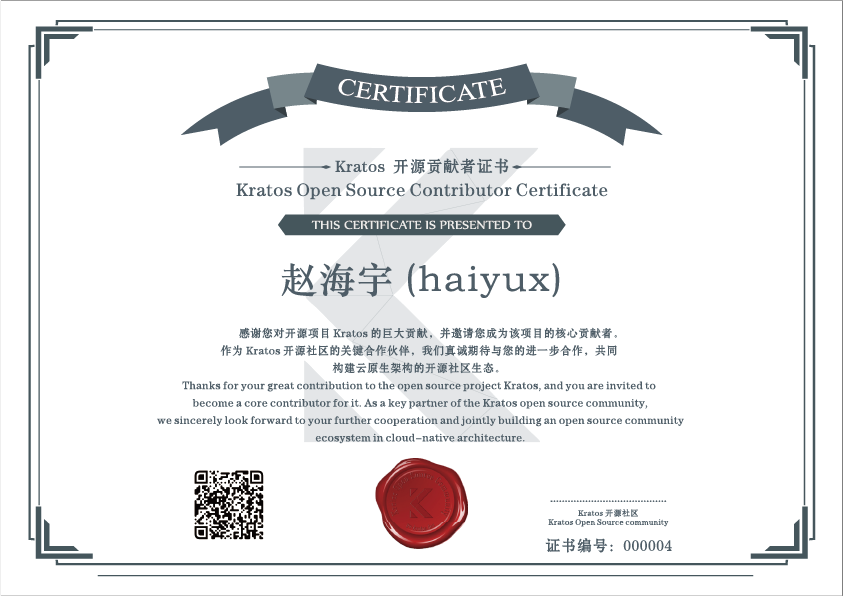 CERTIFICATE
Kratos 开源贡献者证书
Kratos Open Source Contributor Certificate
THIS CERTIFICATE IS PRESENTED TO
赵海宇 (haiyux)
感谢您对开源项目 Kratos 的巨大贡献，并邀请您成为该项目的核心贡献者。
作为 Kratos 开源社区的关键合作伙伴，我们真诚期待与您的进一步合作，共同
构建云原生架构的开源社区生态。
Thanks for your great contribution to the open source project Kratos, and you are invited to
become a core contributor for it. As a key partner of the Kratos open source community,
we sincerely look forward to your further cooperation and jointly building an open source community
ecosystem in cloud-native architecture.
Kratos 开源社区
Kratos Open Source community
证书编号：000004